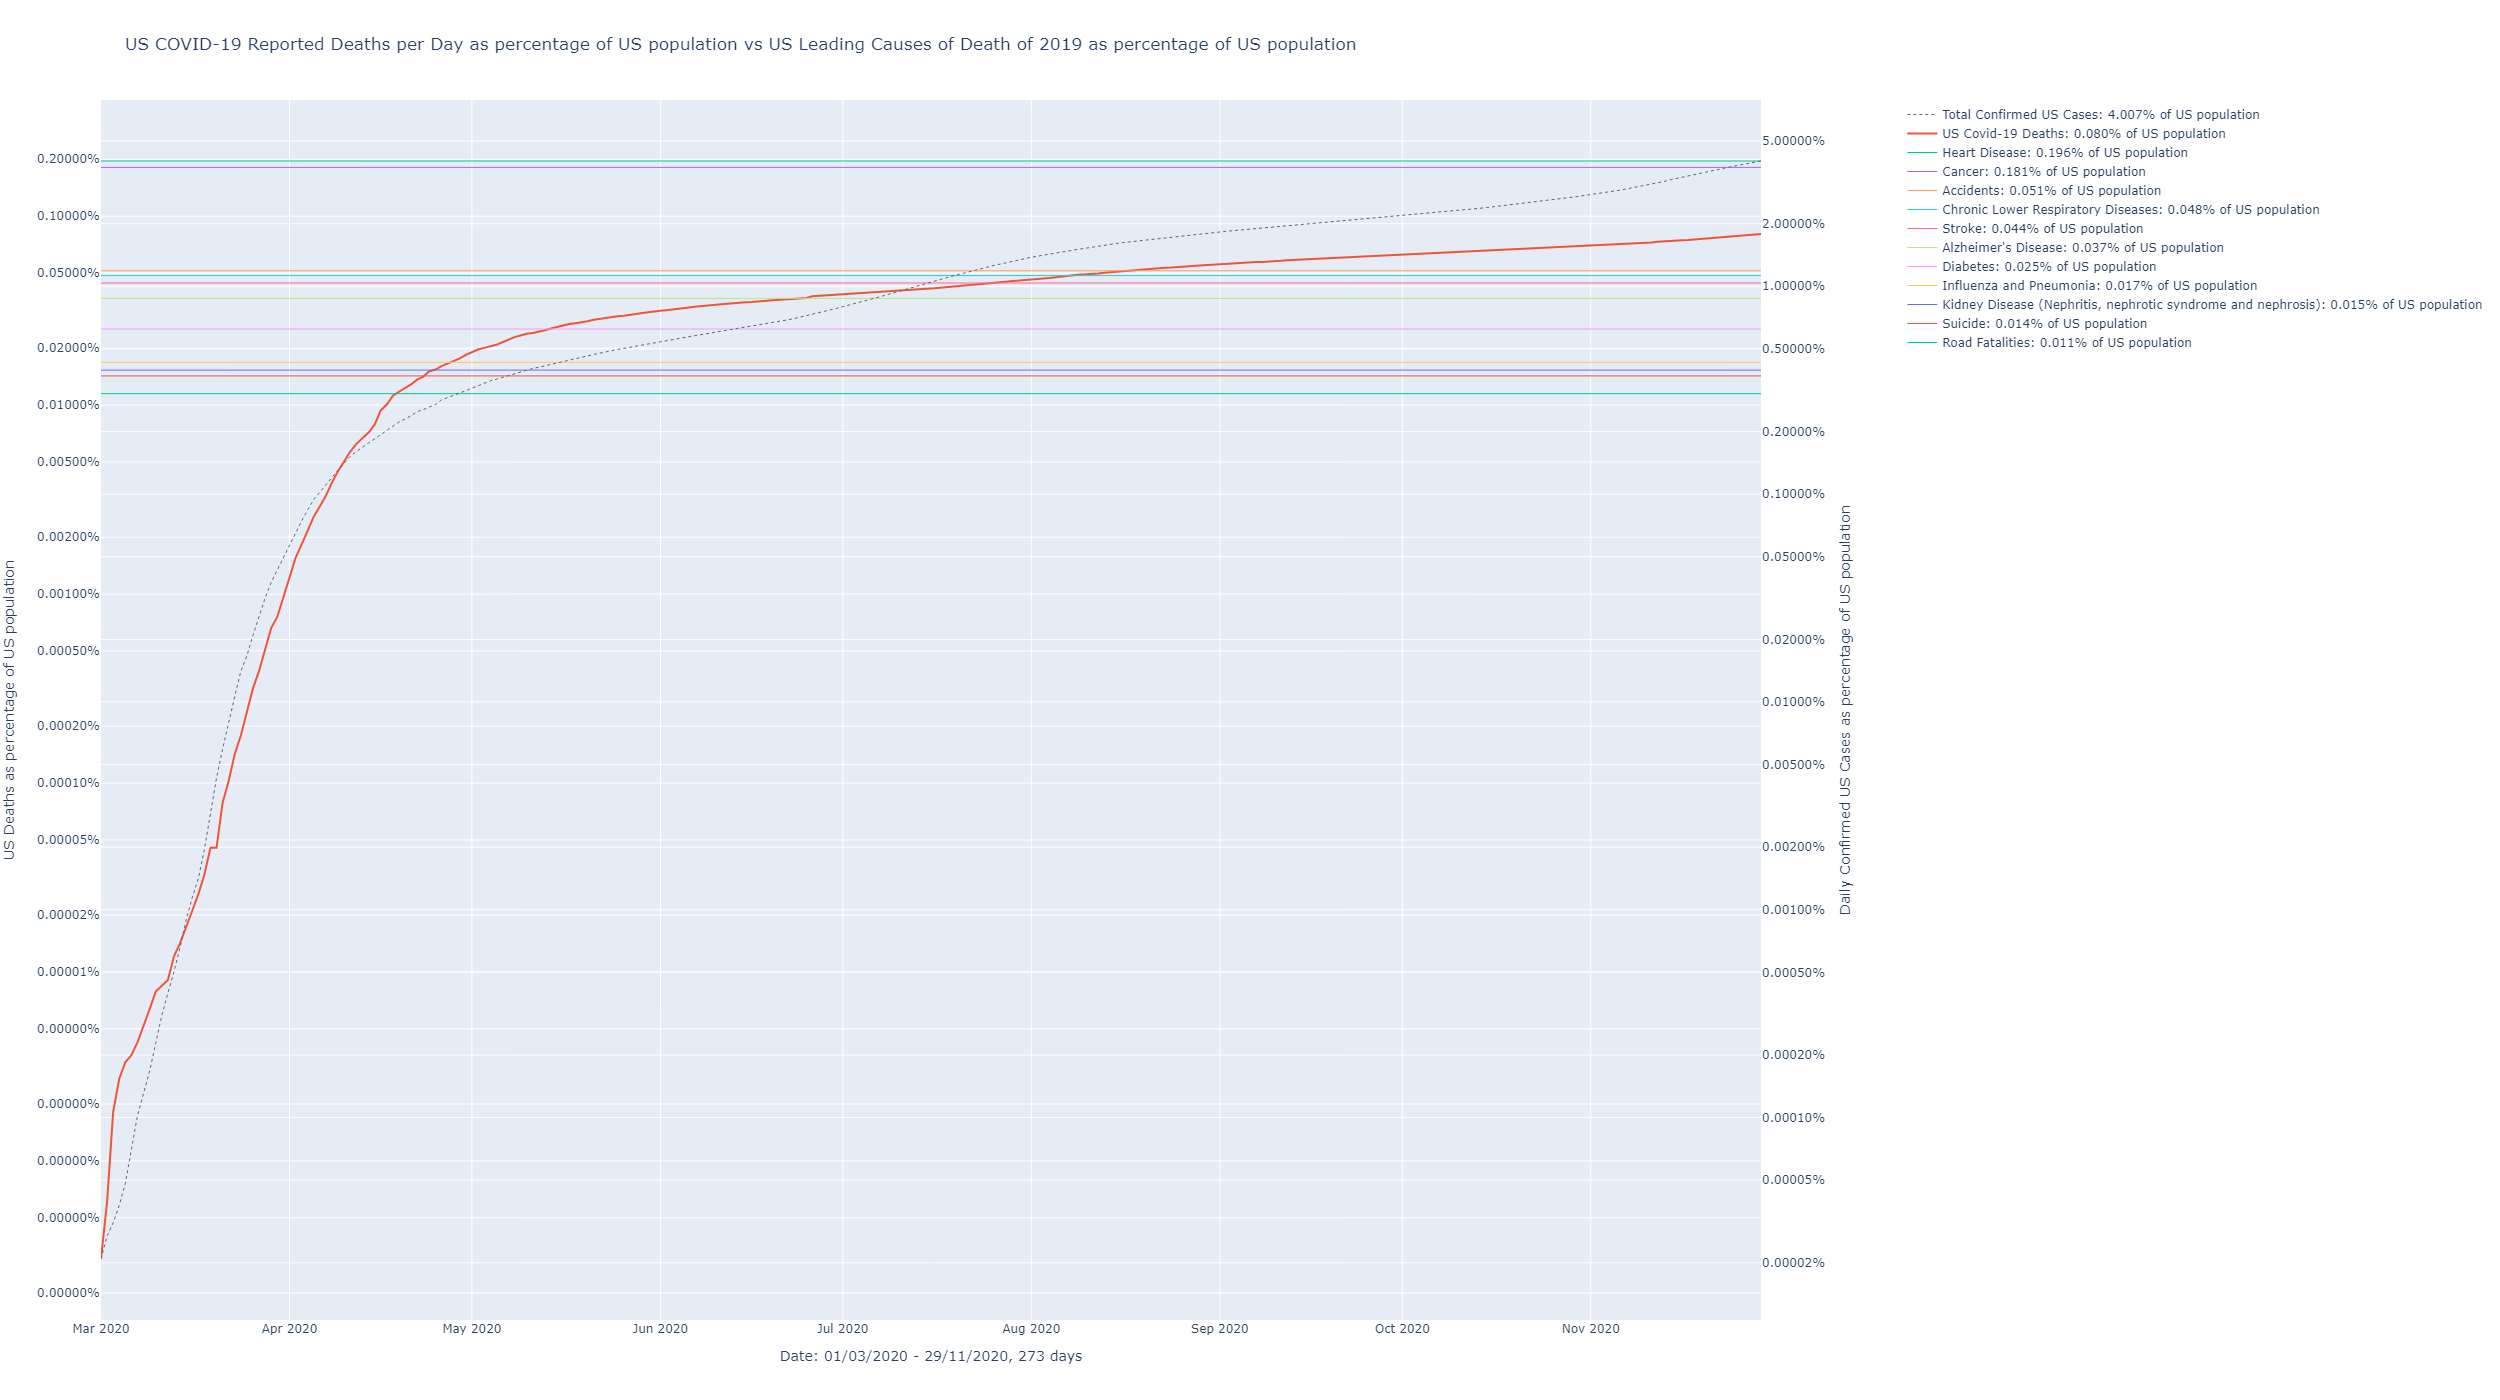 US COVID-19 Reported Deaths per Day as percentage of US population vs US Leading Causes of Death of 2019 as percentage of US population
US Deaths as percentage of US population
0.20000%
0.10000%
0.05000%
0.02000%
0.01000%
0.00500%
0.00200%
0.00100%
0.00050%
0.00020%
0.00010%
0.00005%
0.00002%
0.00001%
0.00000%
0.00000%
0.00000%
0.00000%
0.00000%
Mar 2020
Apr 2020
May 2020
Jun 2020
Jul 2020
Aug 2020
Sep 2020
Oct 2020
Nov 2020
Date: 01/03/2020 - 29/11/2020, 273 days
5.00000%
2.00000%
1.00000%
0.50000%
0.20000%
0.10000%
0.05000%
0.02000%
0.01000%
0.00500%
0.00200%
0.00100%
0.00050%
0.00020%
0.00010%
0.00005%
0.00002%
Daily Confirmed US Cases as percentage of US population
Total Confirmed US Cases: 4.007% of US population
US Covid-19 Deaths: 0.080% of US population
Heart Disease: 0.196% of US population
Cancer: 0.181% of US population
Accidents: 0.051% of US population
Chronic Lower Respiratory Diseases: 0.048% of US population
Stroke: 0.044% of US population
Alzheimer's Disease: 0.037% of US population
Diabetes: 0.025% of US population
Influenza and Pneumonia: 0.017% of US population
Kidney Disease (Nephritis, nephrotic syndrome and nephrosis): 0.015% of US population
Suicide: 0.014% of US population
Road Fatalities: 0.011% of US population